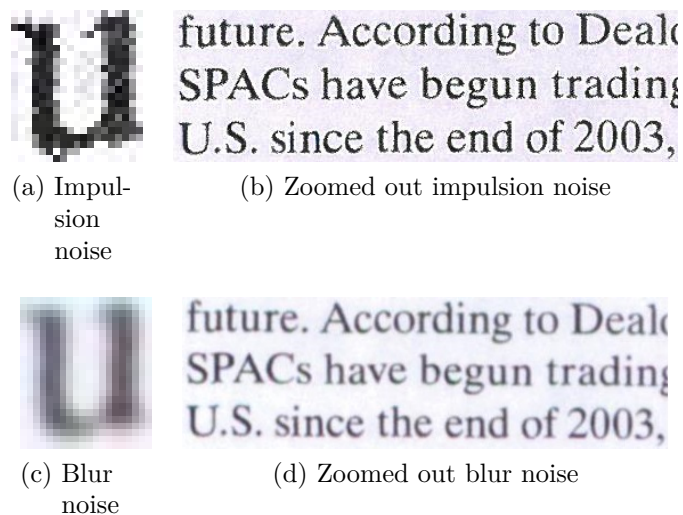 u
future. According to Deal
SPACs have begun trading
U.S. since the end of 2003,
(a) Impul-
sion
noise
(b) Zoomed out impulsion noise
u
future. According to Deal
SPACs have begun trading
U.S. since the end of 2003,
(c) Blur
noise
(d) Zoomed out blur noise